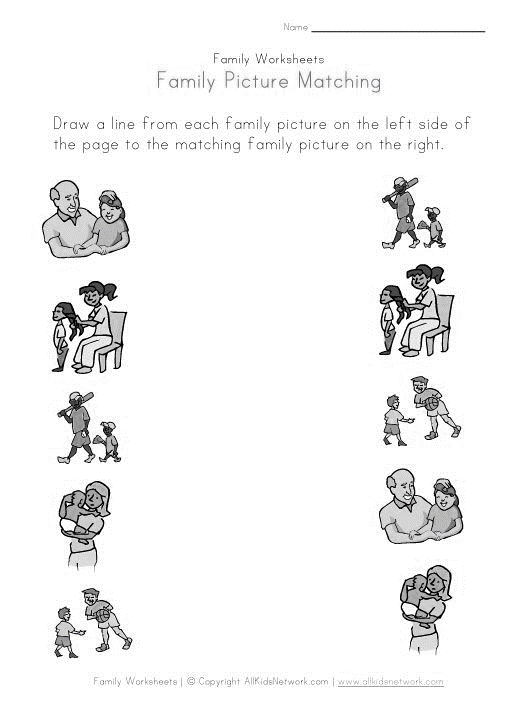 Name
Family Worksheets
Family Picture Matching
Draw a line from each family picture on the left side of
the page to the matching family picture on the right.
Family Worksheets | © Copyright AllKidsNetwork.com | www.allkidsnetwork.com